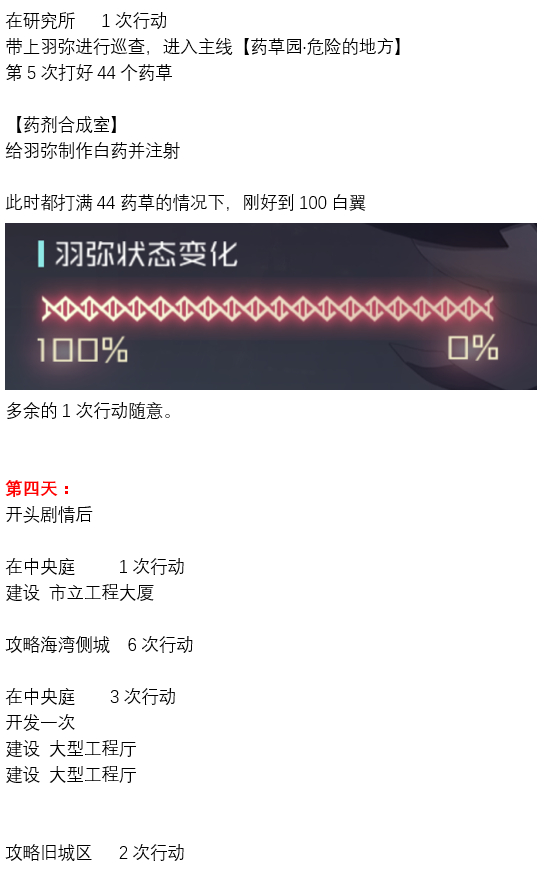 在研究所 1 次行动
带上羽弥进行巡查，进入主线【药草园·危险的地方】
第 5 次打好 44 个药草
【药剂合成室】
给羽弥制作白药并注射
此时都打满 44 药草的情况下，刚好到 100 白翼
羽弥状态变化
100% 0%
多余的 1 次行动随意。
第四天：
开头剧情后
在中央庭 1 次行动
建设 市立工程大厦
攻略海湾侧城 6 次行动
在中央庭 3 次行动
开发一次
建设 大型工程厅
建设 大型工程厅
攻略旧城区 2 次行动